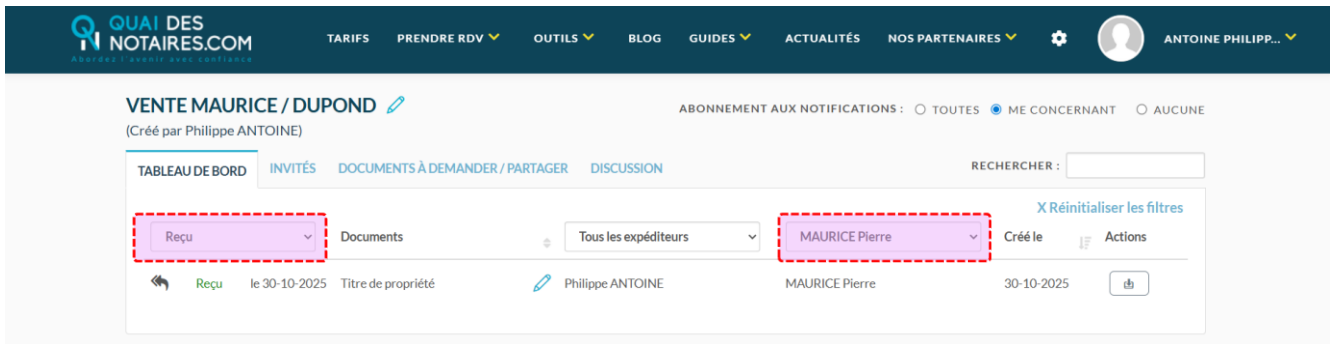 QUAI DES
NOTAIRES.COM
Abordez l'avenir avec confiance
TARIFS PRENDRE RDV OUTILS BLOG GUIDES ACTUALITÉS NOS PARTENAIRES ANTOINE PHILIPP...
VENTE MAURICE / DUPOND
ABONNEMENT AUX NOTIFICATIONS : TOUTES ME CONCERNANT AUCUNE
(Créé par Philippe ANTOINE)
TABLEAU DE BORD INVITÉS DOCUMENTS À DEMANDER / PARTAGER DISCUSSION RECHERCHER :
X Réinitialiser les filtres
Reçu Documents Tous les expéditeurs MAURICE Pierre Créé le Actions
Reçu le 30-10-2025 Titre de propriété Philippe ANTOINE MAURICE Pierre 30-10-2025